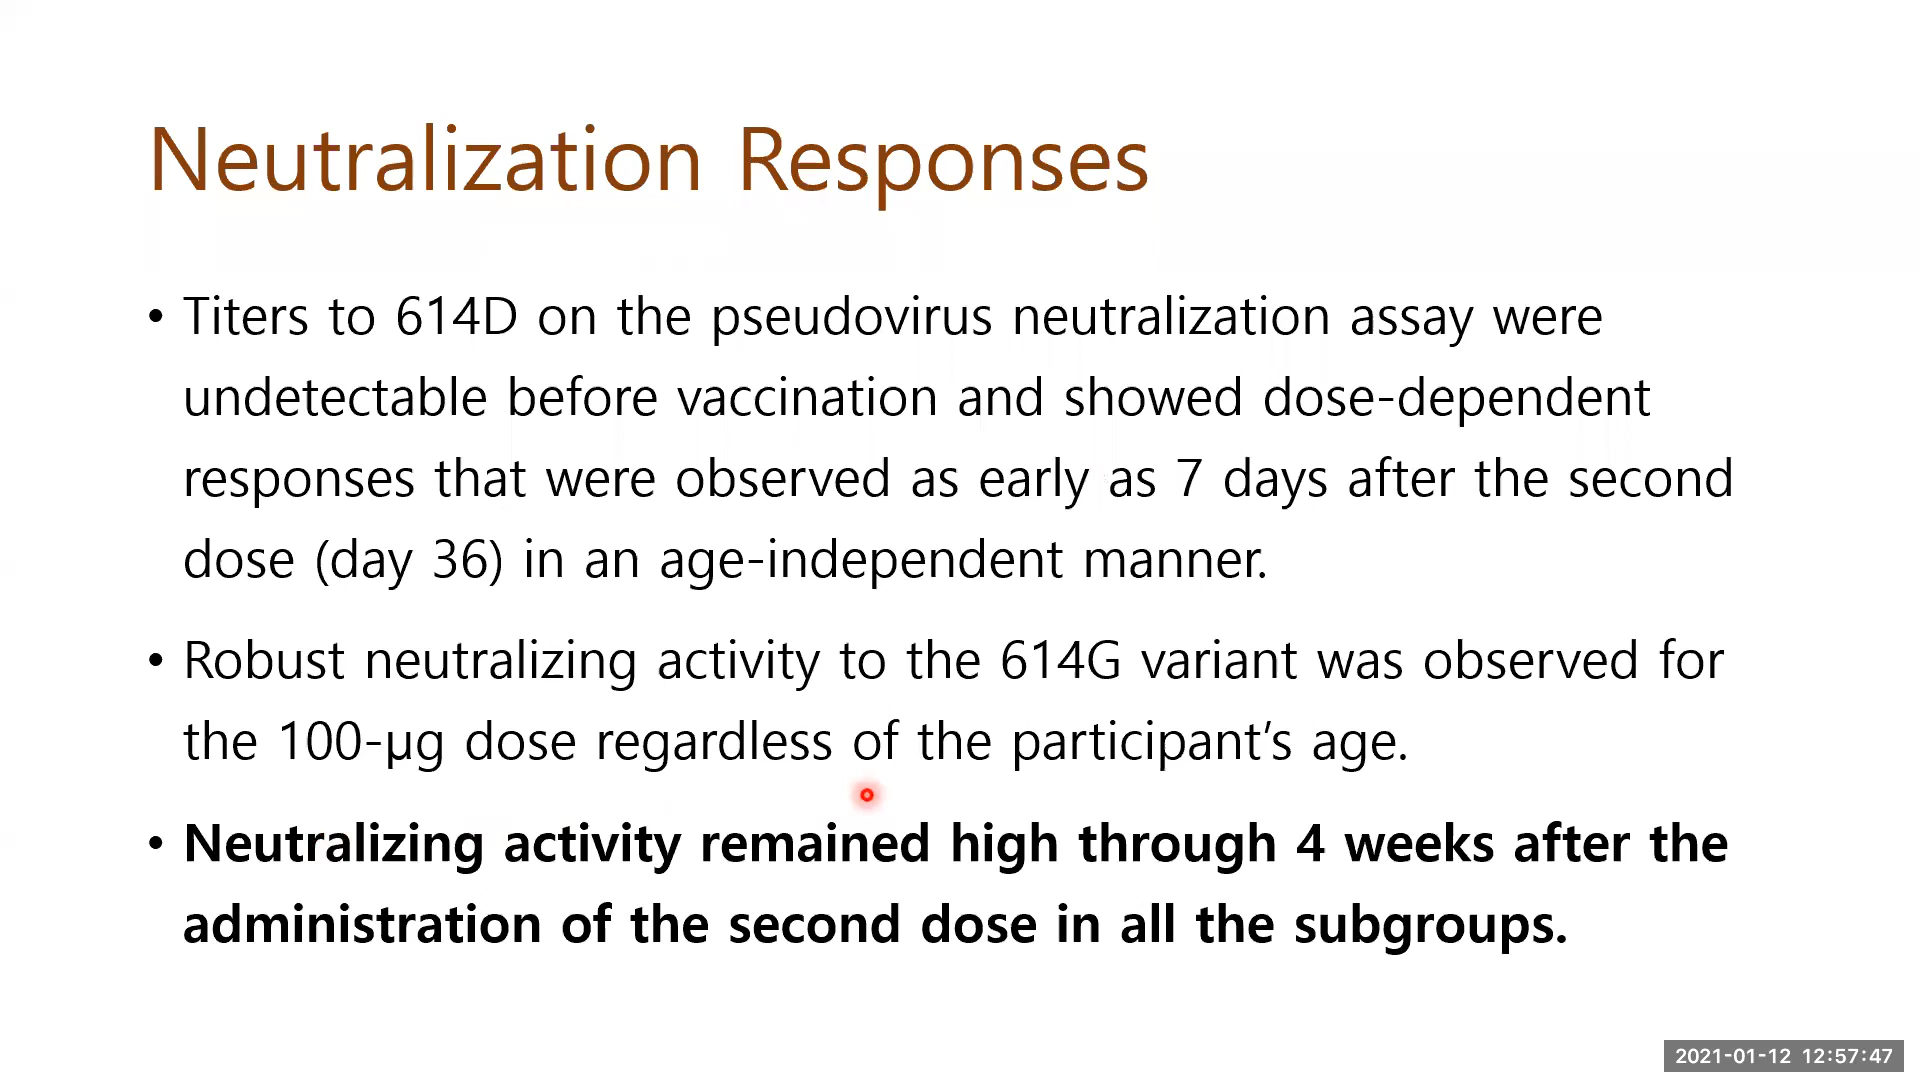 Neutralization Responses
• Titers to 614D on the pseudovirus neutralization assay were
undetectable before vaccination and showed dose-dependent
responses that were observed as early as 7 days after the second
dose (day 36) in an age-independent manner.
• Robust neutralizing activity to the 614G variant was observed for
the 100-μg dose regardless of the participant’s age.
• Neutralizing activity remained high through 4 weeks after the
administration of the second dose in all the subgroups.
2021-01-12 12:57:47